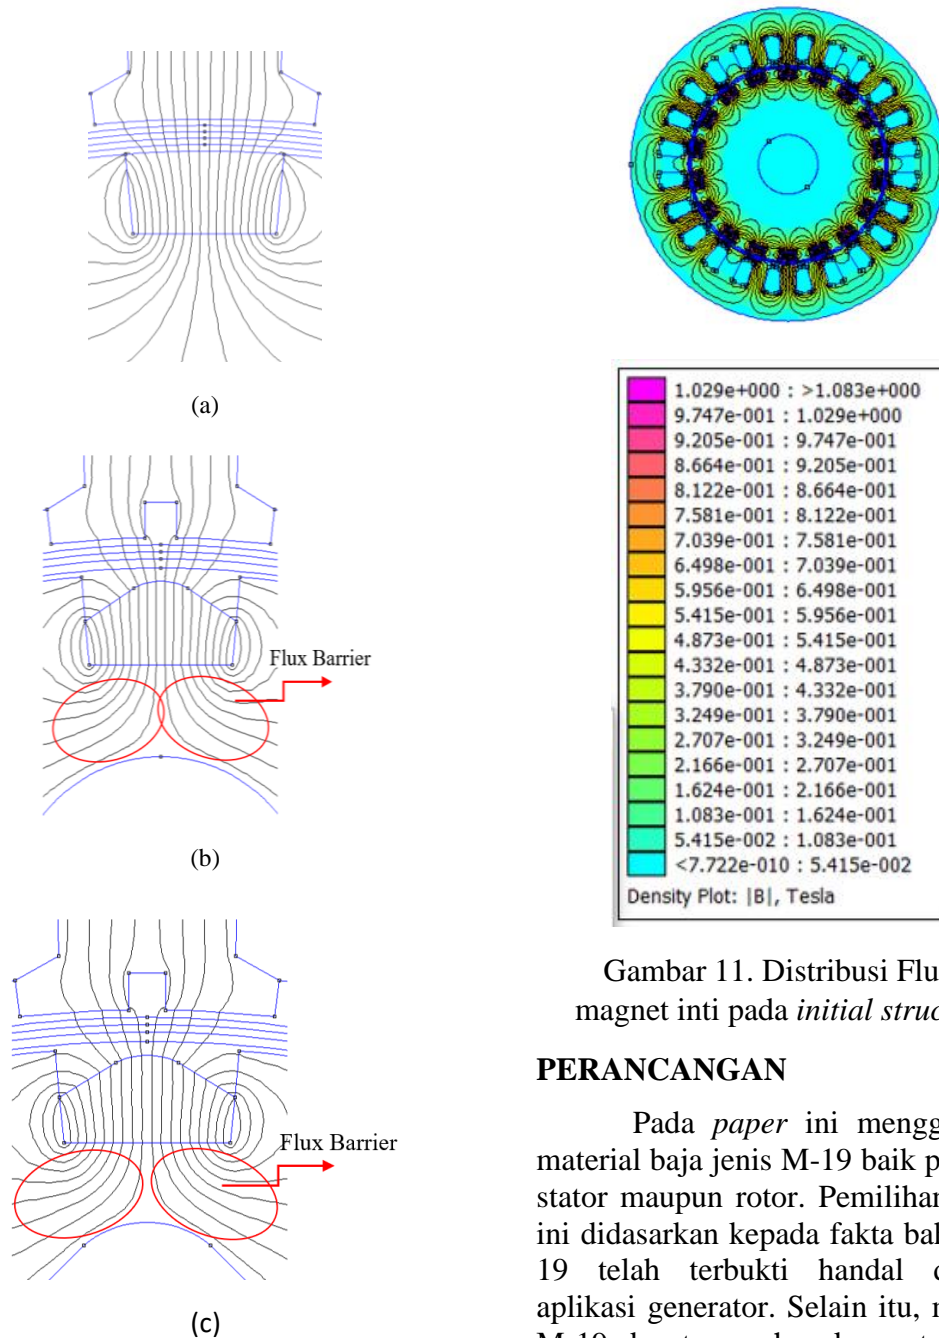 (a)
Flux Barrier
(b)
Flux Barrier
(c)
1.029e+000 : >1.083e+000
9.747e-001 : 1.029e+000
9.205e-001 : 9.747e-001
8.664e-001 : 9.205e-001
8.122e-001 : 8.664e-001
7.581e-001 : 8.122e-001
7.039e-001 : 7.581e-001
6.498e-001 : 7.039e-001
5.956e-001 : 6.498e-001
5.415e-001 : 5.956e-001
4.873e-001 : 5.415e-001
4.332e-001 : 4.873e-001
3.790e-001 : 4.332e-001
3.249e-001 : 3.790e-001
2.707e-001 : 3.249e-001
2.166e-001 : 2.707e-001
1.624e-001 : 2.166e-001
1.083e-001 : 1.624e-001
5.415e-002 : 1.083e-001
<7.722e-010 : 5.415e-002
Density Plot: |B|, Tesla
Gambar 11. Distribusi Flu
magnet inti pada initial struc
PERANCANGAN
Pada paper ini mengg
material baja jenis M-19 baik p
stator maupun rotor. Pemilihan
ini didasarkan kepada fakta bal
19 telah terbukti handal d
aplikasi generator. Selain itu, r